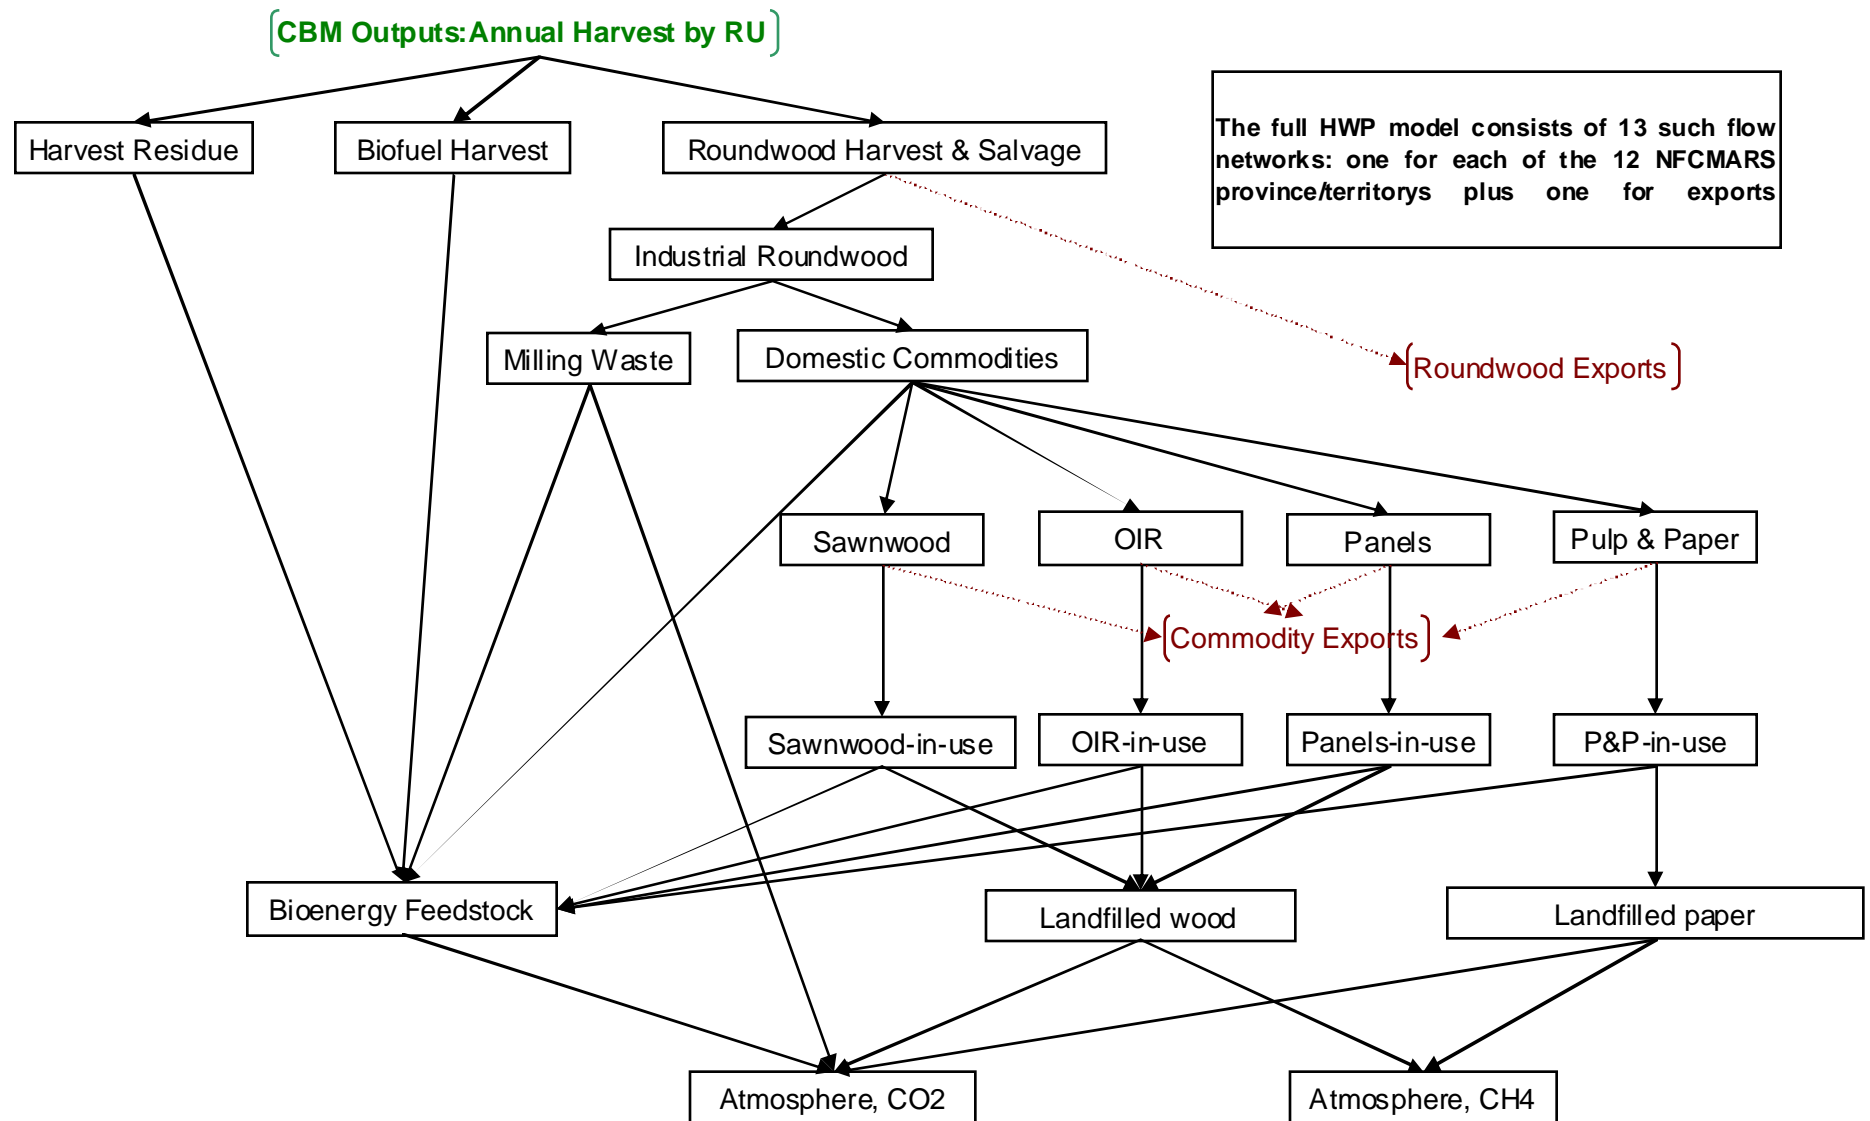 CBM Outputs:Annual Harvest by RU
The full HWP model consists of 13 such flow
networks: one for each of the 12 NFCMARS
province/territorys plus one for exports
Harvest Residue
Biofuel Harvest
Roundwood Harvest & Salvage
Industrial Roundwood
Milling Waste
Domestic Commodities
Roundwood Exports
Sawnwood
OIR
Panels
Pulp & Paper
Commodity Exports
Sawnwood-in-use
OIR-in-use
Panels-in-use
P&P-in-use
Bioenergy Feedstock
Landfilled wood
Landfilled paper
Atmosphere, CO2
Atmosphere, CH4